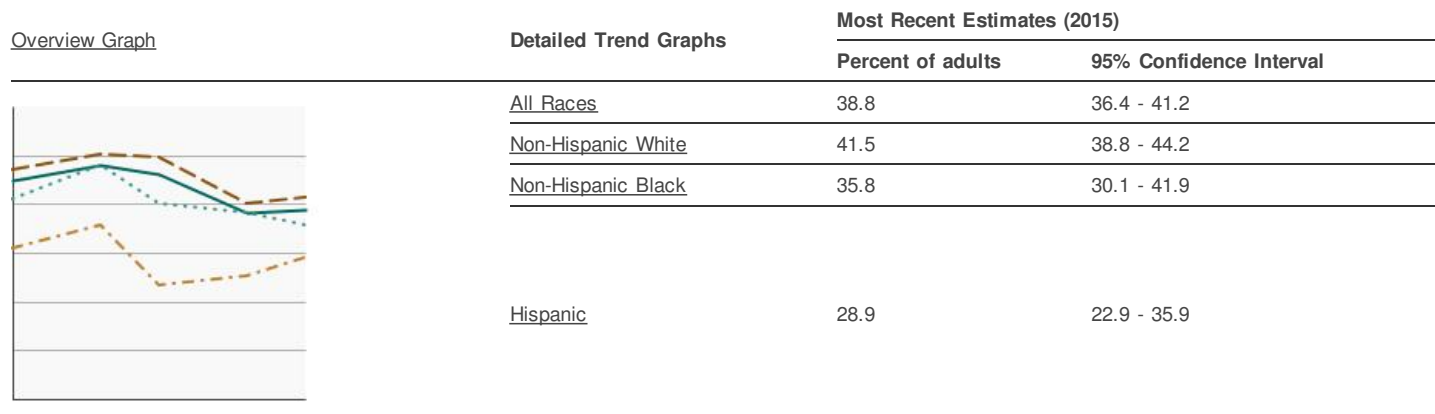 Overview Graph
Detailed Trend Graphs
Most Recent Estimates (2015)
Percent of adults 95% Confidence Interval
All Races 38.8 36.4 - 41.2
Non-Hispanic White 41.5 38.8 - 44.2
Non-Hispanic Black 35.8 30.1 - 41.9
Hispanic 28.9 22.9 - 35.9